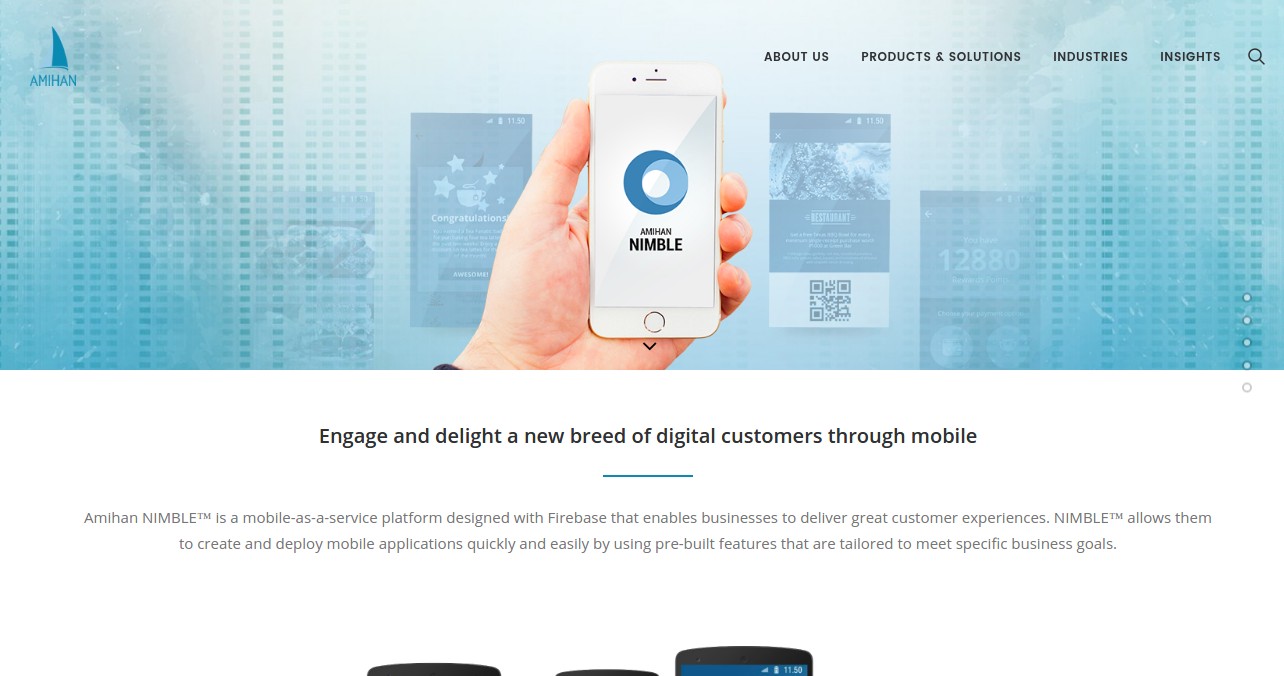 AMIHAN
ABOUT US
PRODUCTS & SOLUTIONS
INDUSTRIES
INSIGHTS
11.50
Congratulations
AWESOME!
AMIHAN
NIMBLE
11.50
RESTAURANT
You have
12880
Engage and delight a new breed of digital customers through mobile
Amihan NIMBLE™ is a mobile-as-a-service platform designed with Firebase that enables businesses to deliver great customer experiences. NIMBLE™ allows them
to create and deploy mobile applications quickly and easily by using pre-built features that are tailored to meet specific business goals.
11.50